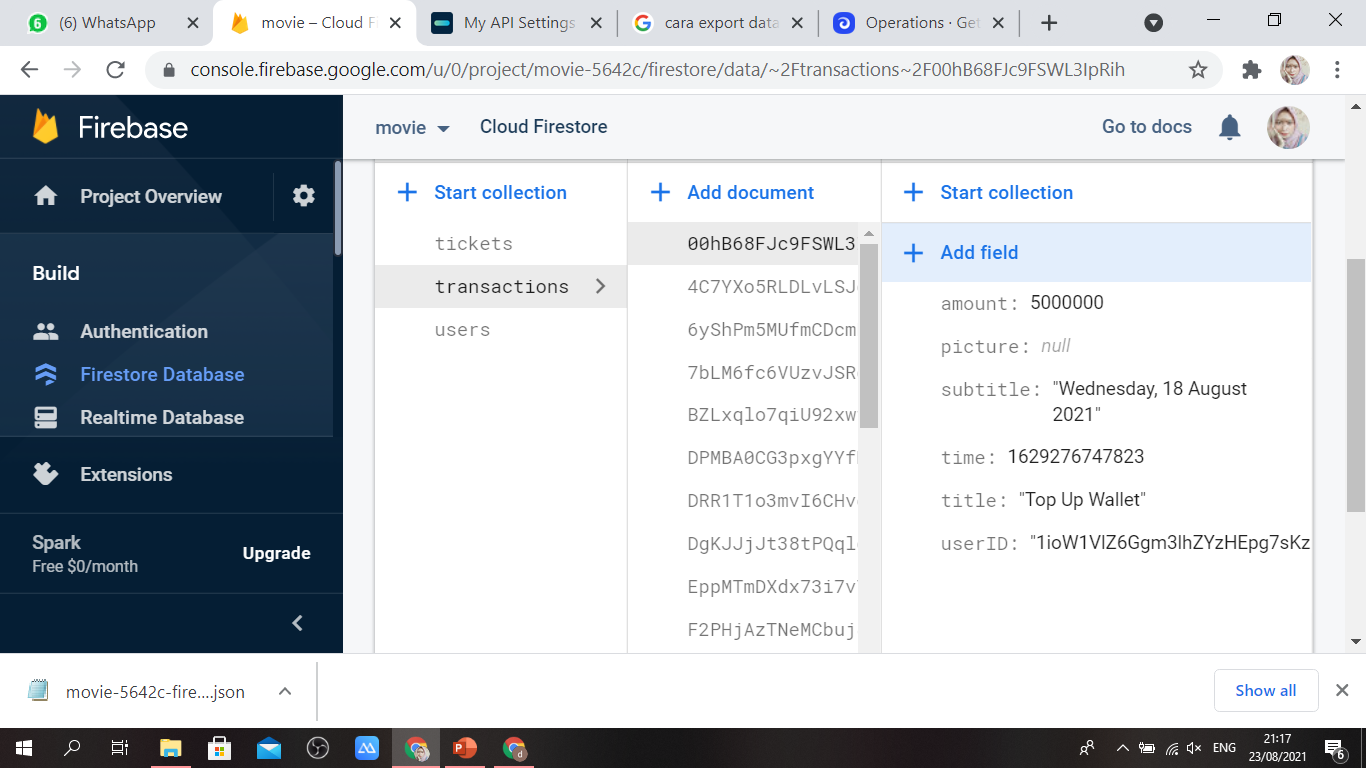 (6) WhatsApp
movie – Cloud F
My API Settings
cara export data
Operations · Get
console.firebase.google.com/u/0/project/movie-5642c/firestore/data/~2Ftransactions~2F00hB68FJc9FSWL3IpRih
Firebase
movie
Cloud Firestore
Go to docs
Project Overview
Build
Authentication
Firestore Database
Realtime Database
Extensions
Spark
Free $0/month
Upgrade
Start collection
tickets
transactions
users
Add document
00hB68FJc9FSWL3
4C7YXo5RLDLvLSJ
6yShPm5MUfmCDcm
7bLM6fc6VUzvJSR
BZLxqlo7qiU92xw
DPMBA0CG3pxgYYf
DRR1T1o3mvI6CHv
DgKJJjJt38tPQql
EppMTmDXdx73i7v
F2PHjAzTNeMCbuj
Start collection
Add field
amount: 5000000
picture: null
subtitle: "Wednesday, 18 August
2021"
time: 1629276747823
title: "Top Up Wallet"
userID: "1ioW1VlZ6Ggm3lhZYzHEpg7sKz
movie-5642c-fire....json
Show all
ENG
21:17
23/08/2021
6